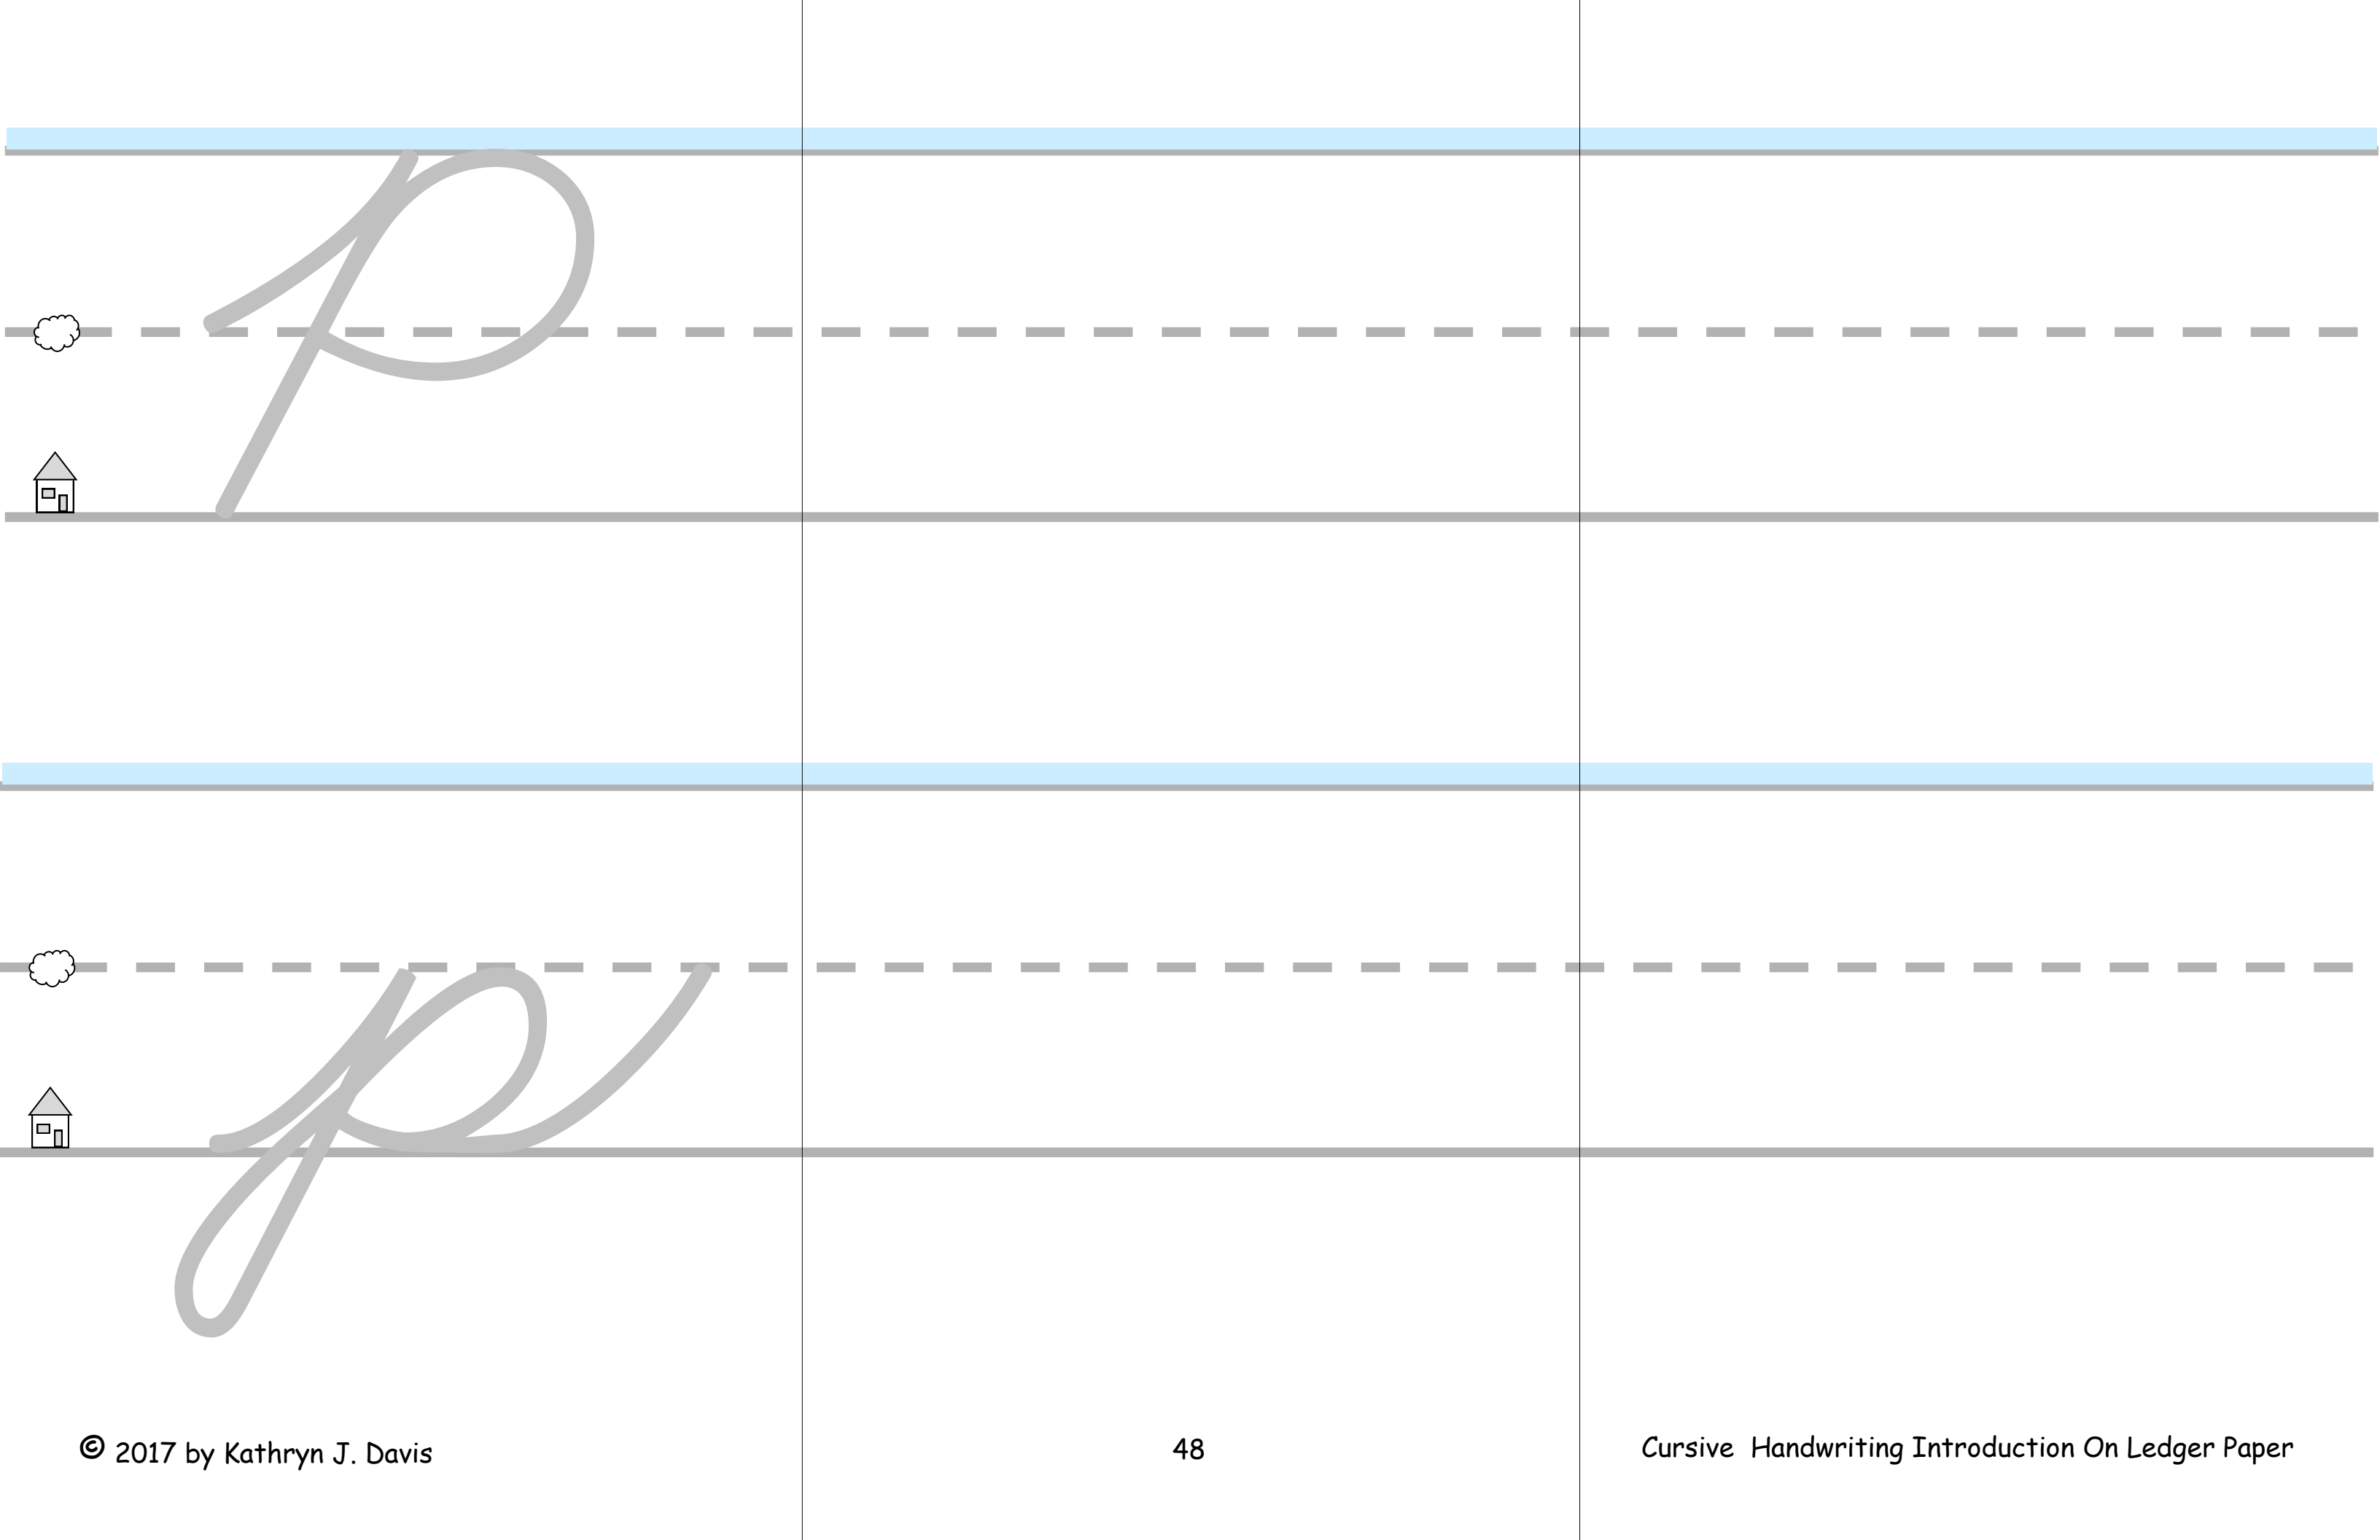 P
p
© 2017 by Kathryn J. Davis 48 Cursive Handwriting Introduction On Ledger Paper